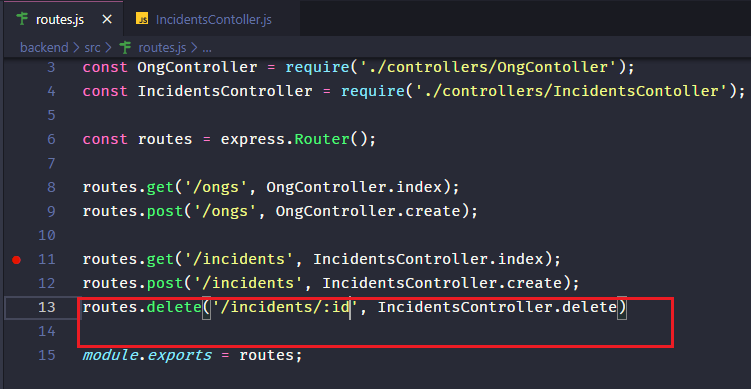 routes.js × JS IncidentsContoller.js
backend > src > routes.js > ...
3 const OngController = require('./controllers/OngContoller');
4 const IncidentsController = require('./controllers/IncidentsContoller');
5
6 const routes = express.Router();
7
8 routes.get('/ongs', OngController.index);
9 routes.post('/ongs', OngController.create);
10
11 routes.get('/incidents', IncidentsController.index);
12 routes.post('/incidents', IncidentsController.create);
13 routes.delete('/incidents/:id', IncidentsController.delete)
14
15 module.exports = routes;